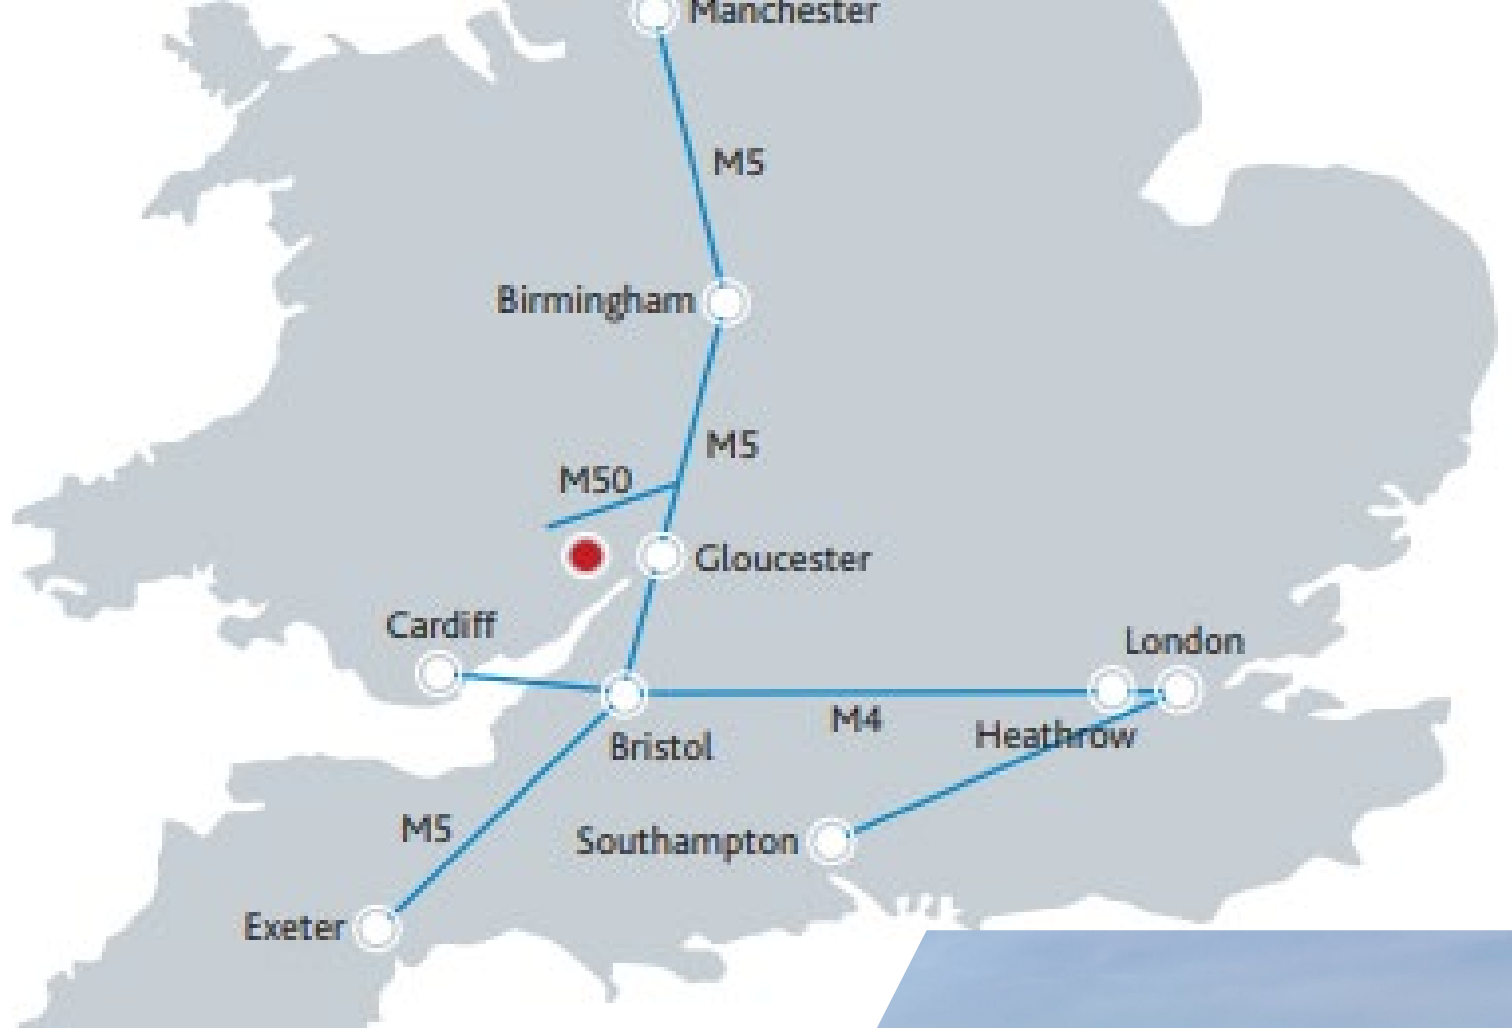 Manchester
M5
Birmingham
M5
M50
Gloucester
Cardiff
London
M4
Heathrow
Bristol
M5
Southampton
Exeter